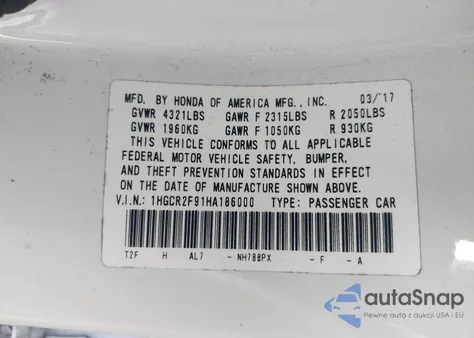 MFD. BY HONDA OF AMERICA MFG., INC. 03/'17
GVWR 4321LBS GAWR F 2315LBS R 2050LBS
GVWR 1960KG GAWR F 1050KG R 930KG
THIS VEHICLE CONFORMS TO ALL APPLICABLE
FEDERAL MOTOR VEHICLE SAFETY, BUMPER,
AND THEFT PREVENTION STANDARDS IN EFFECT
ON THE DATE OF MANUFACTURE SHOWN ABOVE.
V.I.N.: 1HGCR2F91HA186000 TYPE: PASSENGER CAR
T2F H AL7 - NH788PX - F - A
autoSnap
Pewne auta z dostawą USA i EU